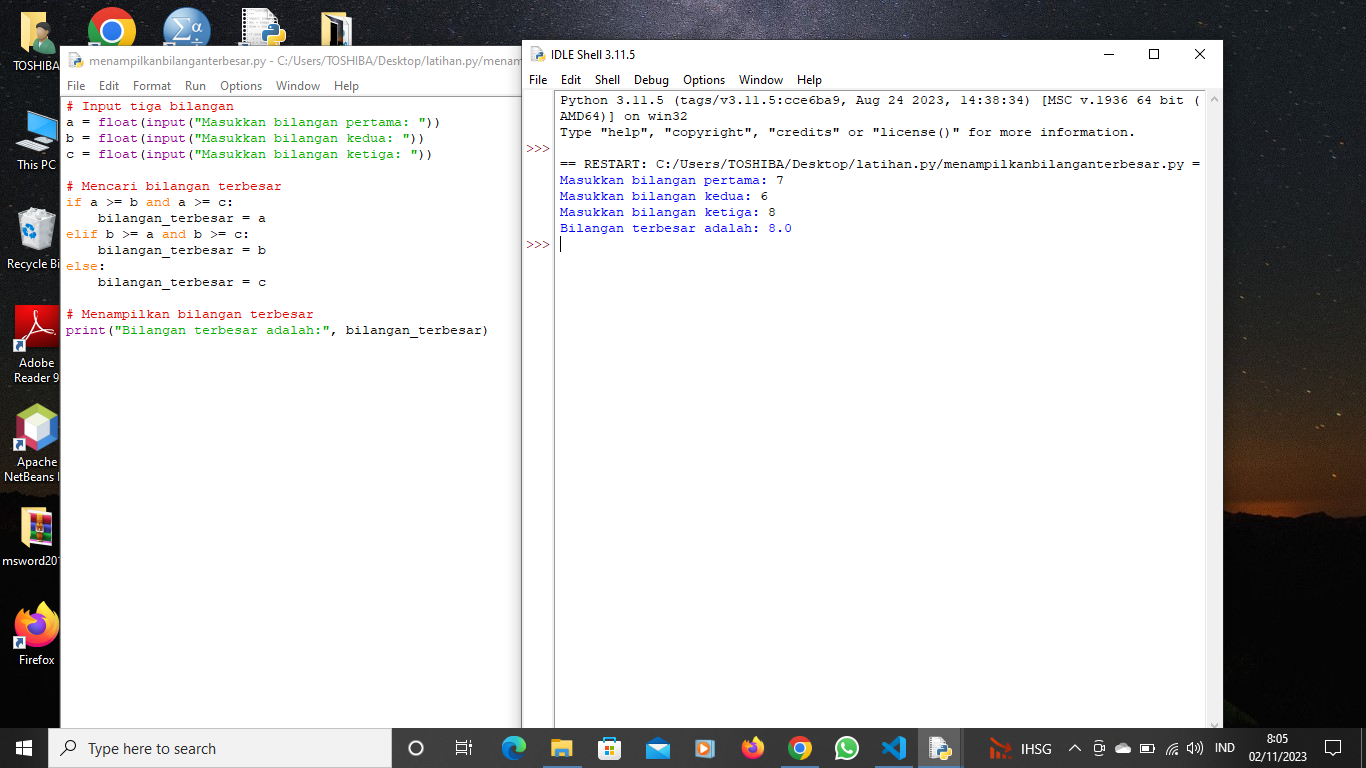 TOSHIBA
This PC
Recycle Bi
Adobe
Reader 9
Apache
NetBeans I
msword20
Firefox
menampilkanbilanganterbesar.py - C:/Users/TOSHIBA/Desktop/latihan.py/menam
File Edit Format Run Options Window Help
# Input tiga bilangan
a = float(input("Masukkan bilangan pertama: "))
b = float(input("Masukkan bilangan kedua: "))
c = float(input("Masukkan bilangan ketiga: "))
# Mencari bilangan terbesar
if a >= b and a >= c:
    bilangan_terbesar = a
elif b >= a and b >= c:
    bilangan_terbesar = b
else:
    bilangan_terbesar = c
# Menampilkan bilangan terbesar
print("Bilangan terbesar adalah:", bilangan_terbesar)
IDLE Shell 3.11.5
File Edit Shell Debug Options Window Help
Python 3.11.5 (tags/v3.11.5:cce6ba9, Aug 24 2023, 14:38:34) [MSC v.1936 64 bit (
AMD64)] on win32
Type "help", "copyright", "credits" or "license()" for more information.
>>>
== RESTART: C:/Users/TOSHIBA/Desktop/latihan.py/menampilkanbilanganterbesar.py =
Masukkan bilangan pertama: 7
Masukkan bilangan kedua: 6
Masukkan bilangan ketiga: 8
Bilangan terbesar adalah: 8.0
>>>
Type here to search
IHSG
IND
8:05
02/11/2023